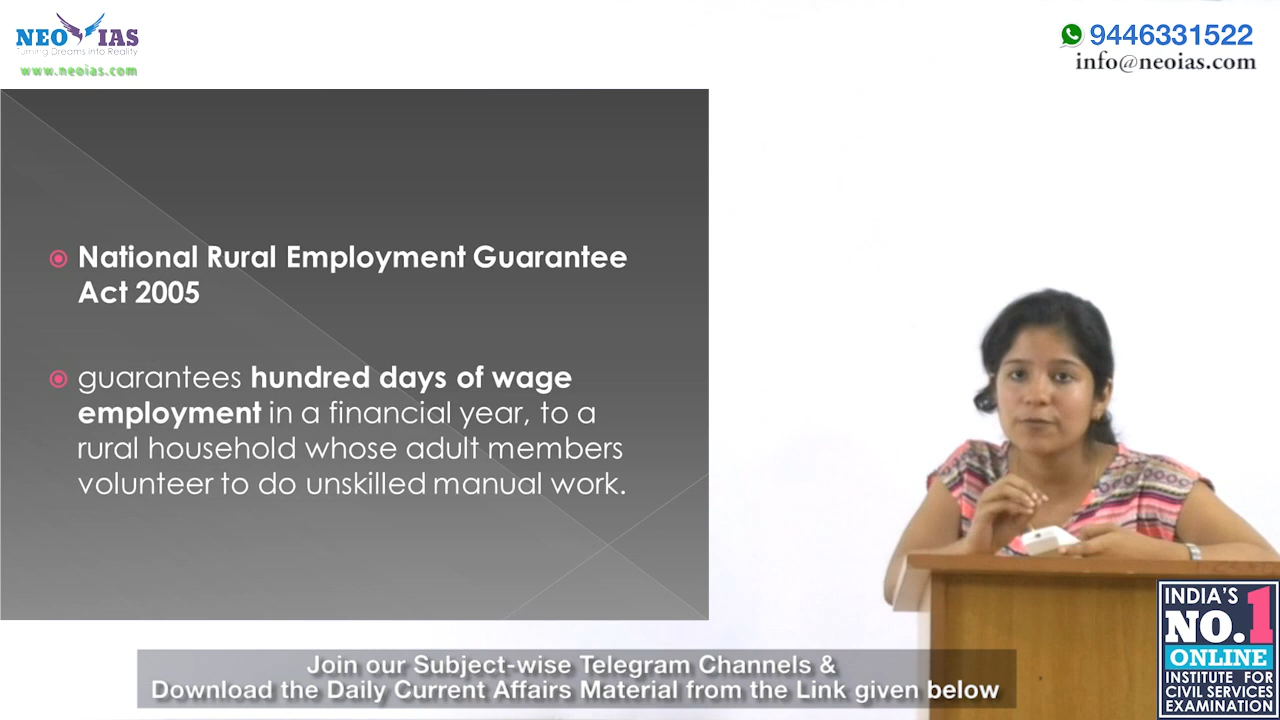 NEO IAS
Turning Dreams into Reality
www.neoias.com
9446331522
info@neoias.com
National Rural Employment Guarantee
Act 2005
guarantees hundred days of wage
employment in a financial year, to a
rural household whose adult members
volunteer to do unskilled manual work.
INDIA'S
NO.1
ONLINE
INSTITUTE FOR
CIVIL SERVICES
EXAMINATION
Join our Subject-wise Telegram Channels &
Download the Daily Current Affairs Material from the Link given below